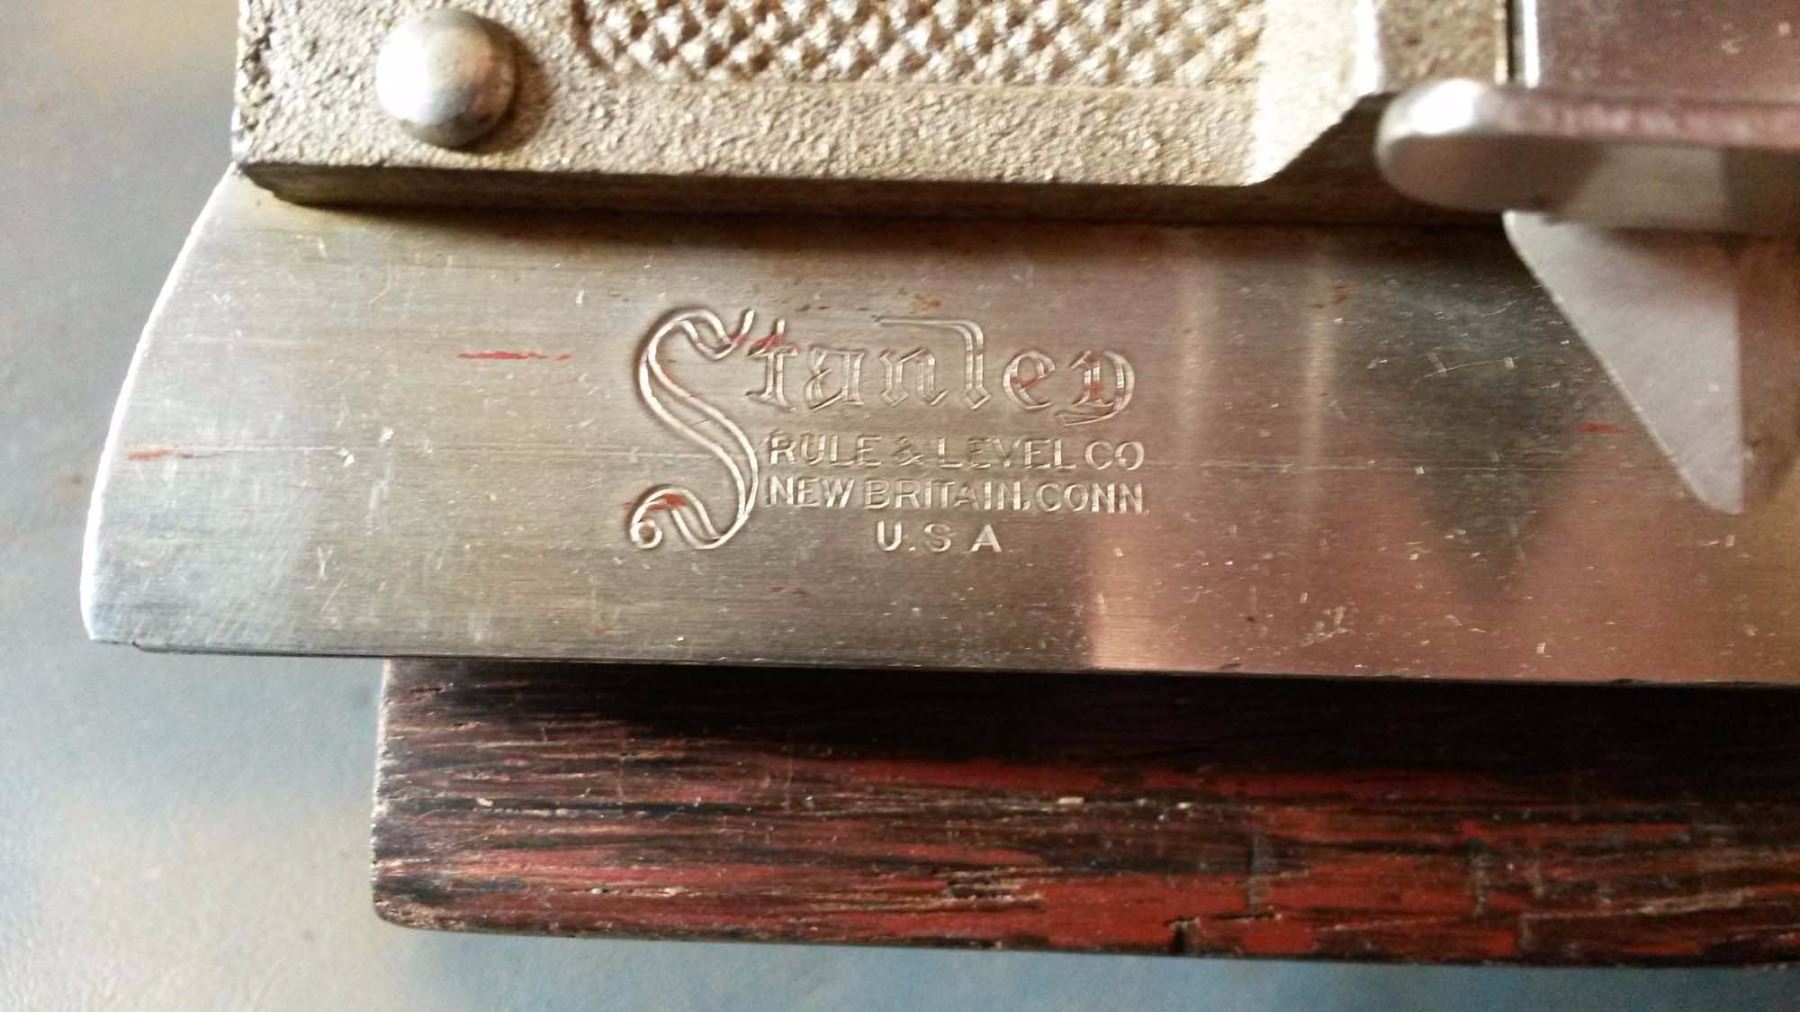 Stanley
RULE & LEVEL CO
NEW BRITAIN. CONN.
U.S.A